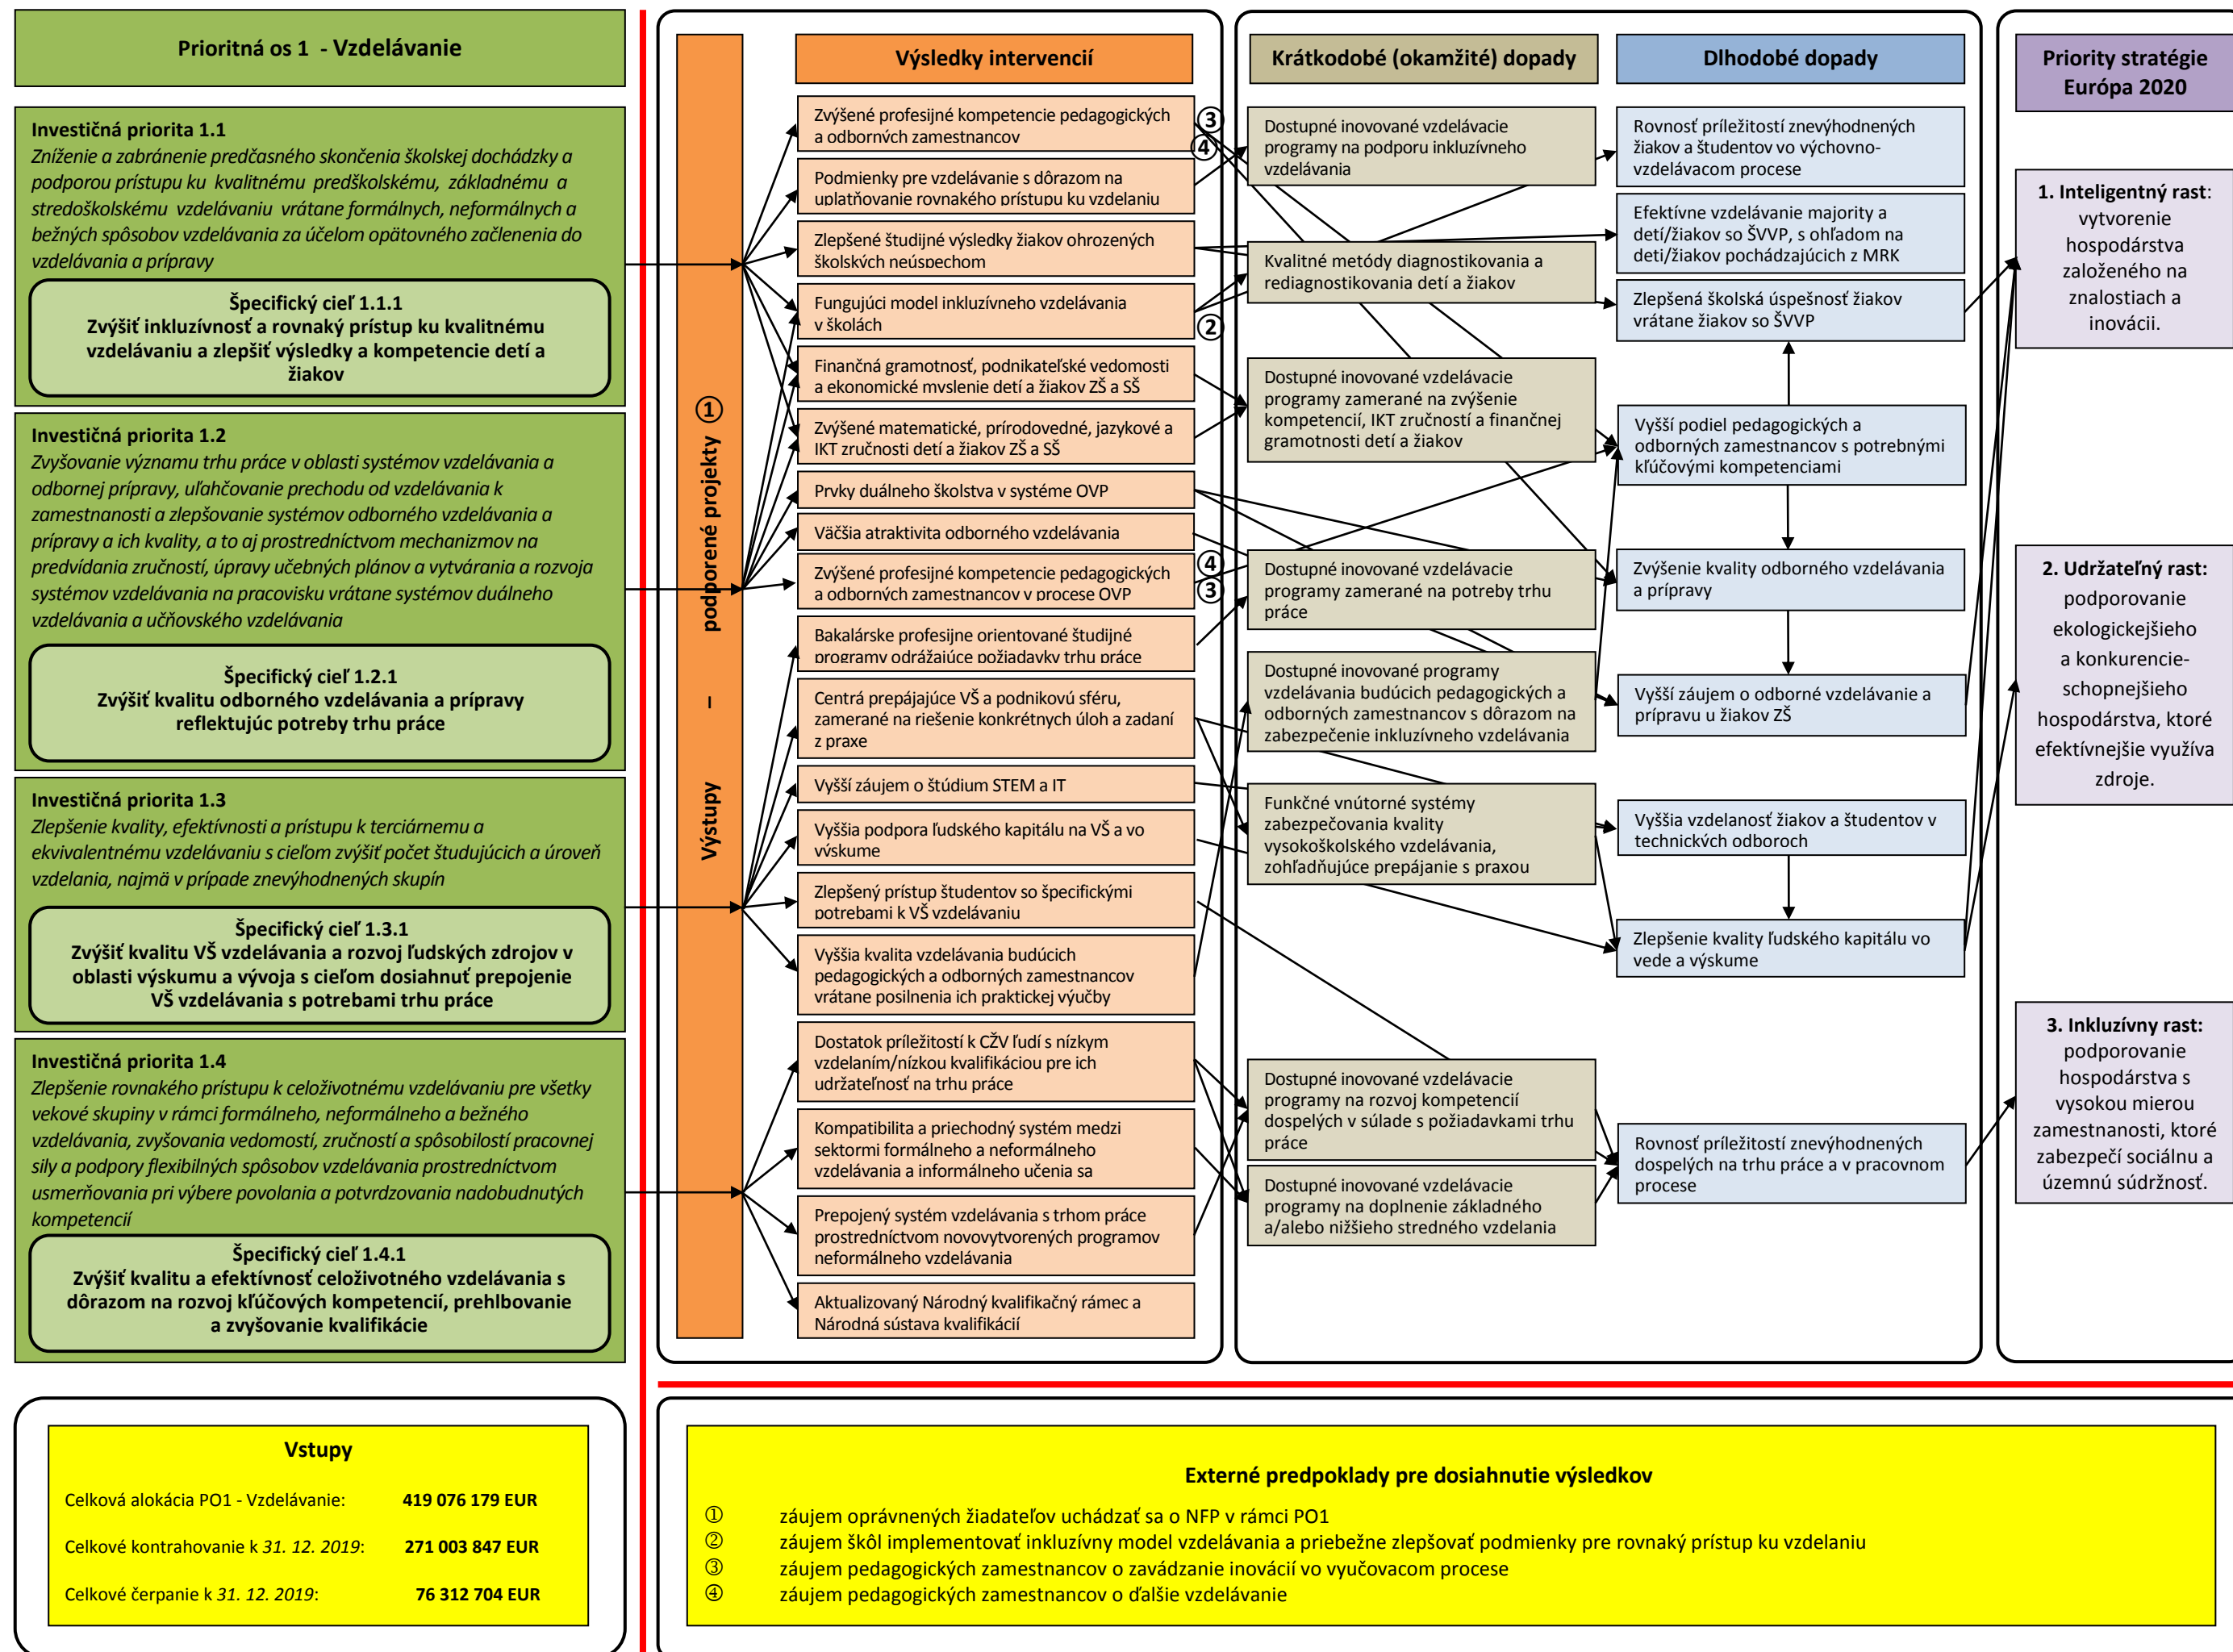 Prioritná os 1 - Vzdelávanie
Investičná priorita 1.1
Zníženie a zabránenie predčasného skončenia školskej dochádzky a
podporou prístupu ku kvalitnému predškolskému, základnému a
stredoškolskému vzdelávaniu vrátane formálnych, neformálnych a
bežných spôsobov vzdelávania za účelom opätovného začlenenia do
vzdelávania a prípravy
Špecifický cieľ 1.1.1
Zvýšiť inkluzívnosť a rovnaký prístup ku kvalitnému
vzdelávaniu a zlepšiť výsledky a kompetencie detí a
žiakov
Investičná priorita 1.2
Zvyšovanie významu trhu práce v oblasti systémov vzdelávania a
odbornej prípravy, uľahčovanie prechodu od vzdelávania k
zamestnanosti a zlepšovanie systémov odborného vzdelávania a
prípravy a ich kvality, a to aj prostredníctvom mechanizmov na
predvídania zručností, úpravy učebných plánov a vytvárania a rozvoja
systémov vzdelávania na pracovisku vrátane systémov duálneho
vzdelávania a učňovského vzdelávania
Špecifický cieľ 1.2.1
Zvýšiť kvalitu odborného vzdelávania a prípravy
reflektujúc potreby trhu práce
Investičná priorita 1.3
Zlepšenie kvality, efektívnosti a prístupu k terciárnemu a
ekvivalentnému vzdelávaniu s cieľom zvýšiť počet študujúcich a úroveň
vzdelania, najmä v prípade znevýhodnených skupín
Špecifický cieľ 1.3.1
Zvýšiť kvalitu VŠ vzdelávania a rozvoj ľudských zdrojov v
oblasti výskumu a vývoja s cieľom dosiahnuť prepojenie
VŠ vzdelávania s potrebami trhu práce
Investičná priorita 1.4
Zlepšenie rovnakého prístupu k celoživotnému vzdelávaniu pre všetky
vekové skupiny v rámci formálneho, neformálneho a bežného
vzdelávania, zvyšovania vedomostí, zručností a spôsobilostí pracovnej
sily a podpory flexibilných spôsobov vzdelávania prostredníctvom
usmerňovania pri výbere povolania a potvrdzovania nadobudnutých
kompetencií
Špecifický cieľ 1.4.1
Zvýšiť kvalitu a efektívnosť celoživotného vzdelávania s
dôrazom na rozvoj kľúčových kompetencií, prehlbovanie
a zvyšovanie kvalifikácie
Výstupy – podporené projekty ①
Výsledky intervencií
Zvýšené profesijné kompetencie pedagogických
a odborných zamestnancov
③
④
Podmienky pre vzdelávanie s dôrazom na
uplatňovanie rovnakého prístupu ku vzdelaniu
Zlepšené študijné výsledky žiakov ohrozených
školských neúspechom
Fungujúci model inkluzívneho vzdelávania
v školách
②
Finančná gramotnosť, podnikateľské vedomosti
a ekonomické myslenie detí a žiakov ZŠ a SŠ
Zvýšené matematické, prírodovedné, jazykové a
IKT zručnosti detí a žiakov ZŠ a SŠ
Prvky duálneho školstva v systéme OVP
Väčšia atraktivita odborného vzdelávania
Zvýšené profesijné kompetencie pedagogických
a odborných zamestnancov v procese OVP
④
③
Bakalárske profesijne orientované študijné
programy odrážajúce požiadavky trhu práce
Centrá prepájajúce VŠ a podnikovú sféru,
zamerané na riešenie konkrétnych úloh a zadaní
z praxe
Vyšší záujem o štúdium STEM a IT
Vyššia podpora ľudského kapitálu na VŠ a vo
výskume
Zlepšený prístup študentov so špecifickými
potrebami k VŠ vzdelávaniu
Vyššia kvalita vzdelávania budúcich
pedagogických a odborných zamestnancov
vrátane posilnenia ich praktickej výučby
Dostatok príležitostí k CŽV ľudí s nízkym
vzdelaním/nízkou kvalifikáciou pre ich
udržateľnosť na trhu práce
Kompatibilita a priechodný systém medzi
sektormi formálneho a neformálneho
vzdelávania a informálneho učenia sa
Prepojený systém vzdelávania s trhom práce
prostredníctvom novovytvorených programov
neformálneho vzdelávania
Aktualizovaný Národný kvalifikačný rámec a
Národná sústava kvalifikácií
Krátkodobé (okamžité) dopady
Dostupné inovované vzdelávacie
programy na podporu inkluzívneho
vzdelávania
Kvalitné metódy diagnostikovania a
rediagnostikovania detí a žiakov
Dostupné inovované vzdelávacie
programy zamerané na zvýšenie
kompetencií, IKT zručností a finančnej
gramotnosti detí a žiakov
Dostupné inovované vzdelávacie
programy zamerané na potreby trhu
práce
Dostupné inovované programy
vzdelávania budúcich pedagogických a
odborných zamestnancov s dôrazom na
zabezpečenie inkluzívneho vzdelávania
Funkčné vnútorné systémy
zabezpečovania kvality
vysokoškolského vzdelávania,
zohľadňujúce prepájanie s praxou
Dostupné inovované vzdelávacie
programy na rozvoj kompetencií
dospelých v súlade s požiadavkami trhu
práce
Dostupné inovované vzdelávacie
programy na doplnenie základného
a/alebo nižšieho stredného vzdelania
Dlhodobé dopady
Rovnosť príležitostí znevýhodnených
žiakov a študentov vo výchovno-
vzdelávacom procese
Efektívne vzdelávanie majority a
detí/žiakov so ŠVVP, s ohľadom na
deti/žiakov pochádzajúcich z MRK
Zlepšená školská úspešnosť žiakov
vrátane žiakov so ŠVVP
Vyšší podiel pedagogických a
odborných zamestnancov s potrebnými
kľúčovými kompetenciami
Zvýšenie kvality odborného vzdelávania
a prípravy
Vyšší záujem o odborné vzdelávanie a
prípravu u žiakov ZŠ
Vyššia vzdelanosť žiakov a študentov v
technických odboroch
Zlepšenie kvality ľudského kapitálu vo
vede a výskume
Rovnosť príležitostí znevýhodnených
dospelých na trhu práce a v pracovnom
procese
Priority stratégie
Európa 2020
1. Inteligentný rast:
vytvorenie
hospodárstva
založeného na
znalostiach a
inovácii.
2. Udržateľný rast:
podporovanie
ekologickejšieho
a konkurencie-
schopnejšieho
hospodárstva, ktoré
efektívnejšie využíva
zdroje.
3. Inkluzívny rast:
podporovanie
hospodárstva s
vysokou mierou
zamestnanosti, ktoré
zabezpečí sociálnu a
územnú súdržnosť.
Vstupy
Celková alokácia PO1 - Vzdelávanie: 419 076 179 EUR
Celkové kontrahovanie k 31. 12. 2019: 271 003 847 EUR
Celkové čerpanie k 31. 12. 2019: 76 312 704 EUR
Externé predpoklady pre dosiahnutie výsledkov
① záujem oprávnených žiadateľov uchádzať sa o NFP v rámci PO1
② záujem škôl implementovať inkluzívny model vzdelávania a priebežne zlepšovať podmienky pre rovnaký prístup ku vzdelaniu
③ záujem pedagogických zamestnancov o zavádzanie inovácií vo vyučovacom procese
④ záujem pedagogických zamestnancov o ďalšie vzdelávanie